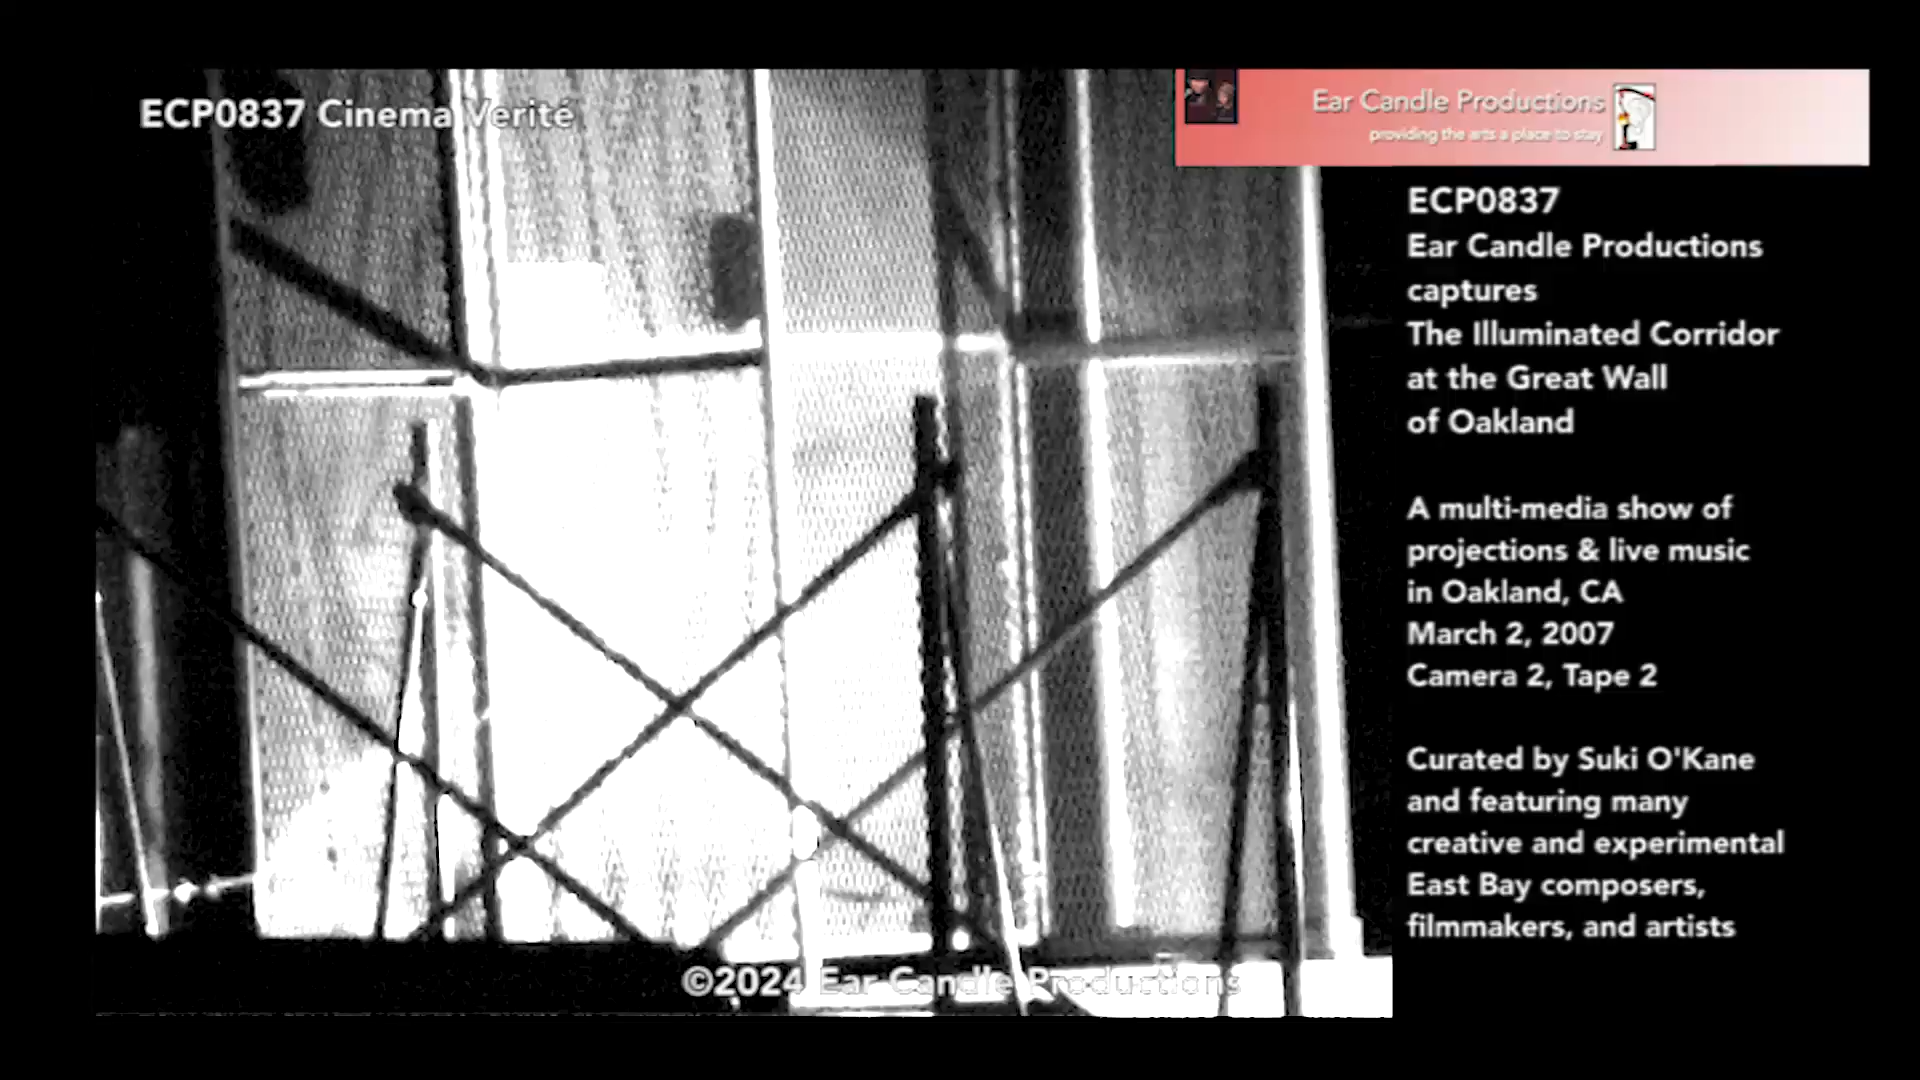 ECP0837 Cinema Verité
Ear Candle Productions
providing the arts a place to stay
ECP0837
Ear Candle Productions
captures
The Illuminated Corridor
at the Great Wall
of Oakland
A multi-media show of
projections & live music
in Oakland, CA
March 2, 2007
Camera 2, Tape 2
Curated by Suki O'Kane
and featuring many
creative and experimental
East Bay composers,
filmmakers, and artists
©2024 Ear Candle Productions